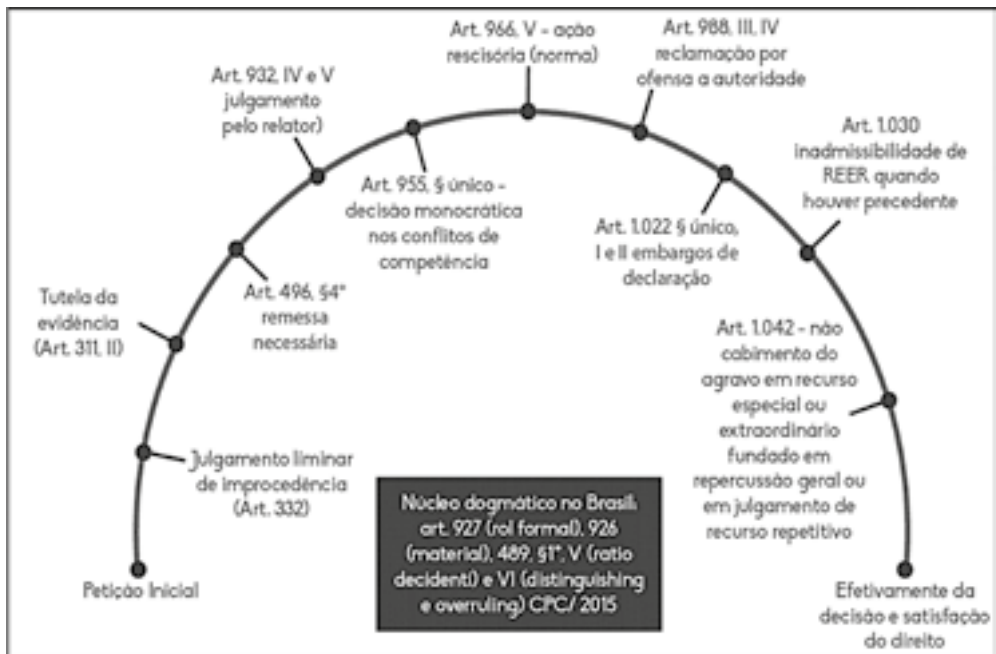 Art. 966, V - ação
rescisória (norma)
Art. 988, III, IV
reclamação por
ofensa a autoridade
Art. 932, IV e V
julgamento
pelo relator)
Art. 1.030
inadmissibilidade de
REER quando
houver precedente
Art. 955, § único -
decisão monocrática
nos conflitos de
competência
Art. 1.022 § único,
I e II embargos de
declaração
Art. 496, §4°
remessa
necessária
Tutela da
evidência
(Art. 311, II)
Art. 1.042 - não
cabimento do
agravo em recurso
especial ou
extraordinário
fundado em
repercussão geral ou
em julgamento de
recurso repetitivo
Julgamento liminar
de improcedência
(Art. 332)
Núcleo dogmático no Brasil:
art. 927 (rol formal), 926
(material), 489, §1°, V (ratio
decidenti) e VI (distinguishing
e overruling) CPC/ 2015
Petição Inicial
Efetivamente da
decisão e satisfação
do direito